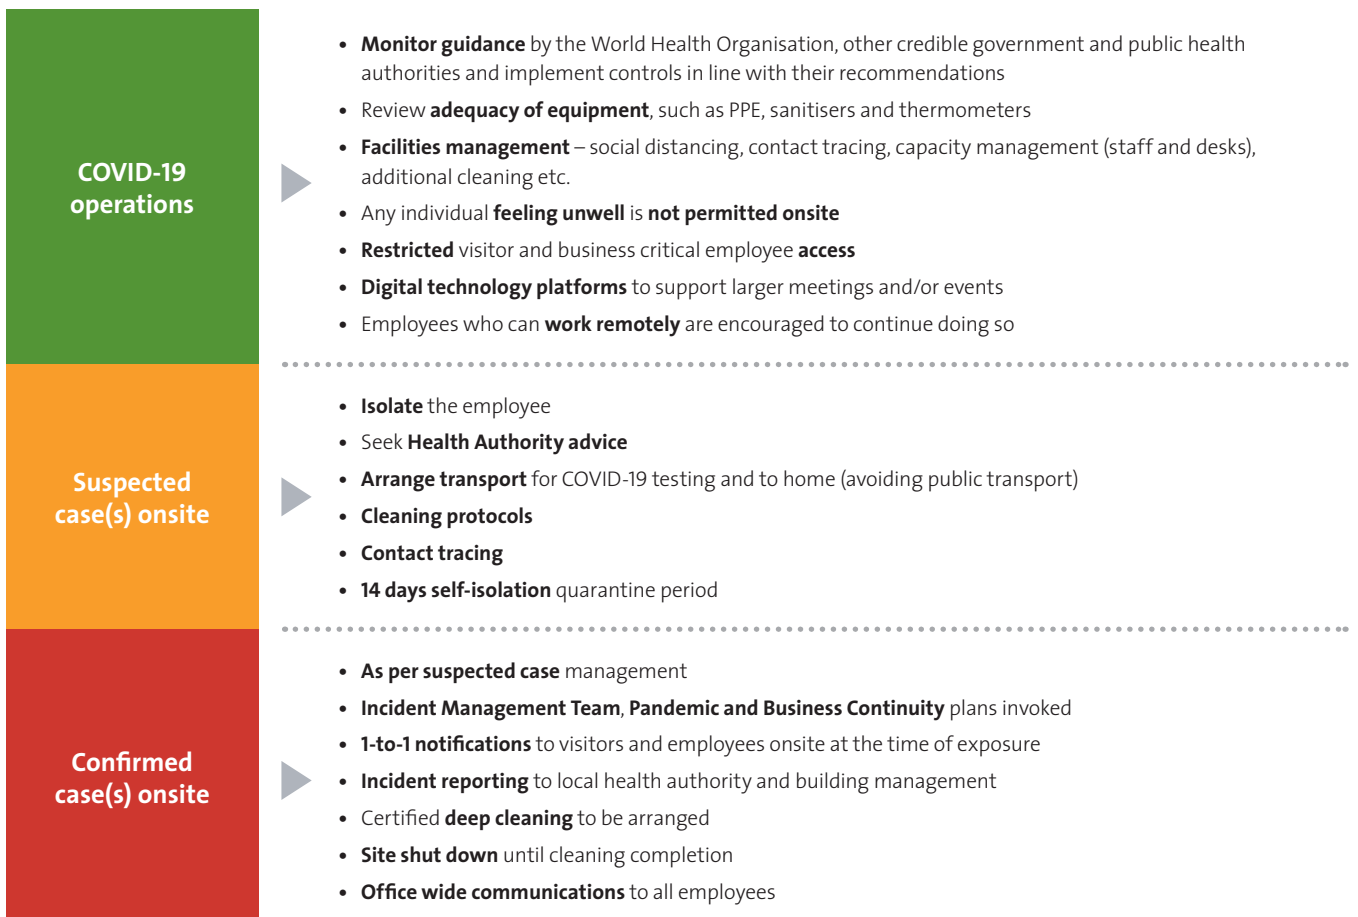 COVID-19
operations
• Monitor guidance by the World Health Organisation, other credible government and public health
authorities and implement controls in line with their recommendations
• Review adequacy of equipment, such as PPE, sanitisers and thermometers
• Facilities management – social distancing, contact tracing, capacity management (staff and desks),
additional cleaning etc.
• Any individual feeling unwell is not permitted onsite
• Restricted visitor and business critical employee access
• Digital technology platforms to support larger meetings and/or events
• Employees who can work remotely are encouraged to continue doing so
Suspected
case(s) onsite
• Isolate the employee
• Seek Health Authority advice
• Arrange transport for COVID-19 testing and to home (avoiding public transport)
• Cleaning protocols
• Contact tracing
• 14 days self-isolation quarantine period
Confirmed
case(s) onsite
• As per suspected case management
• Incident Management Team, Pandemic and Business Continuity plans invoked
• 1-to-1 notifications to visitors and employees onsite at the time of exposure
• Incident reporting to local health authority and building management
• Certified deep cleaning to be arranged
• Site shut down until cleaning completion
• Office wide communications to all employees